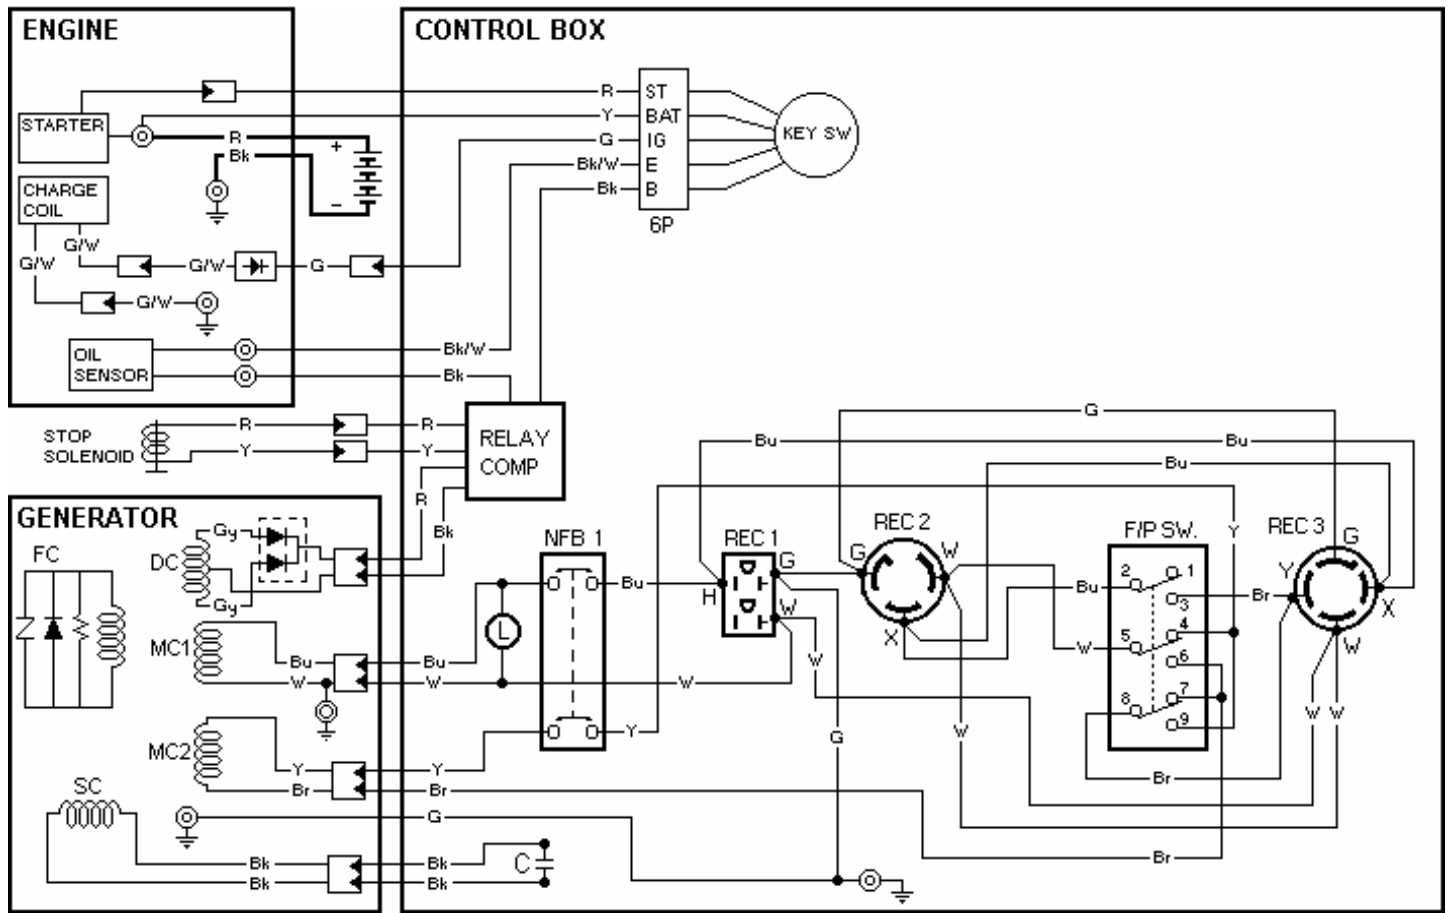 ENGINE
CONTROL BOX
STARTER
R
Bk
+
−
R ST
Y BAT
G IG
Bk/W E
Bk B
6P
KEY SW
CHARGE
COIL
G/W
G/W
G/W
G
G/W
OIL
SENSOR
Bk/W
Bk
STOP
SOLENOID
R
Y
R
Y
RELAY
COMP
R
Bk
G
Bu
Bu
Bu
GENERATOR
FC
DC
Gy
Gy
MC1
Bu
W
Bu
W
L
MC2
Y
Br
Y
Br
SC
G
Bk
Bk
Bk
Bk
C
NFB 1
Bu
Y
W
REC 1
H
G
W
W
G
REC 2
G
W
X
W
F/P SW.
Bu
W
2
1
3
5
4
6
8
7
9
Y
Br
Br
Br
REC 3
G
Y
X
W
W
W